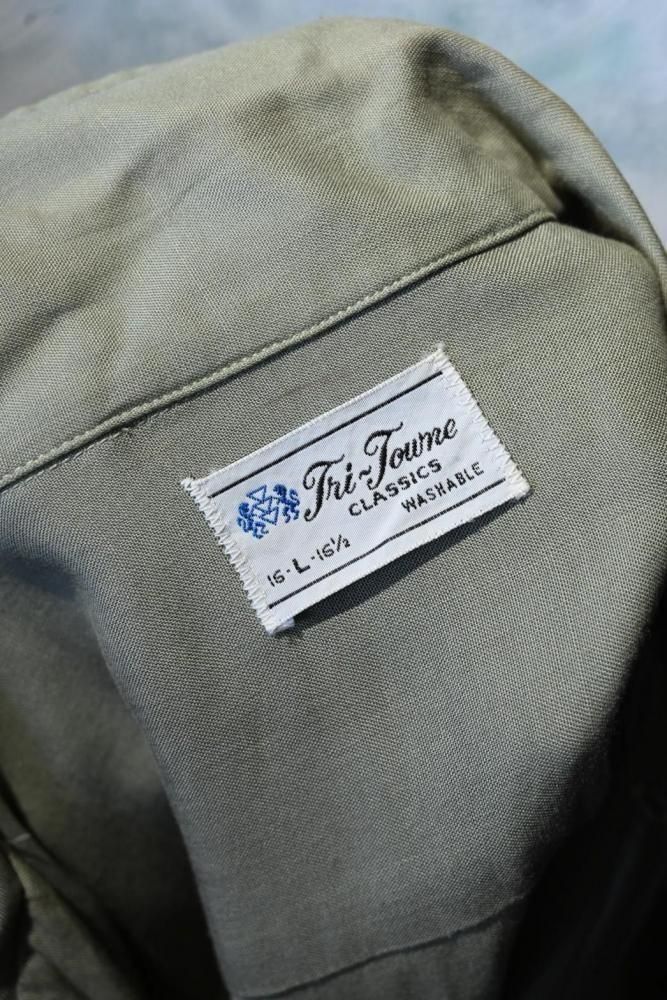 Tri-Towne
CLASSICS
WASHABLE
16-L-16½